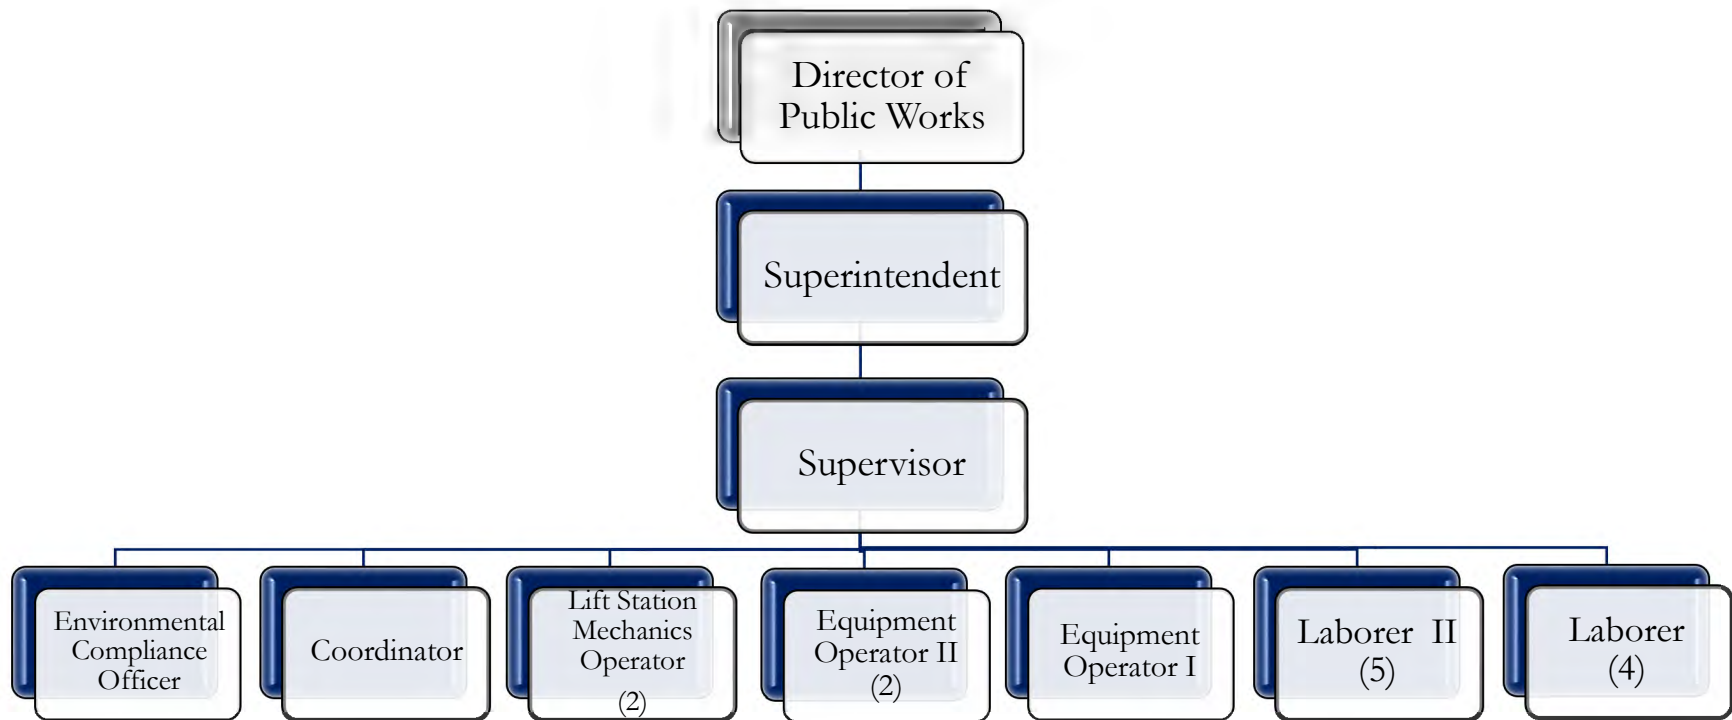 Director of
Public Works
Superintendent
Supervisor
Environmental
Compliance
Officer
Coordinator
Lift Station
Mechanics
Operator
(2)
Equipment
Operator II
(2)
Equipment
Operator I
Laborer II
(5)
Laborer
(4)